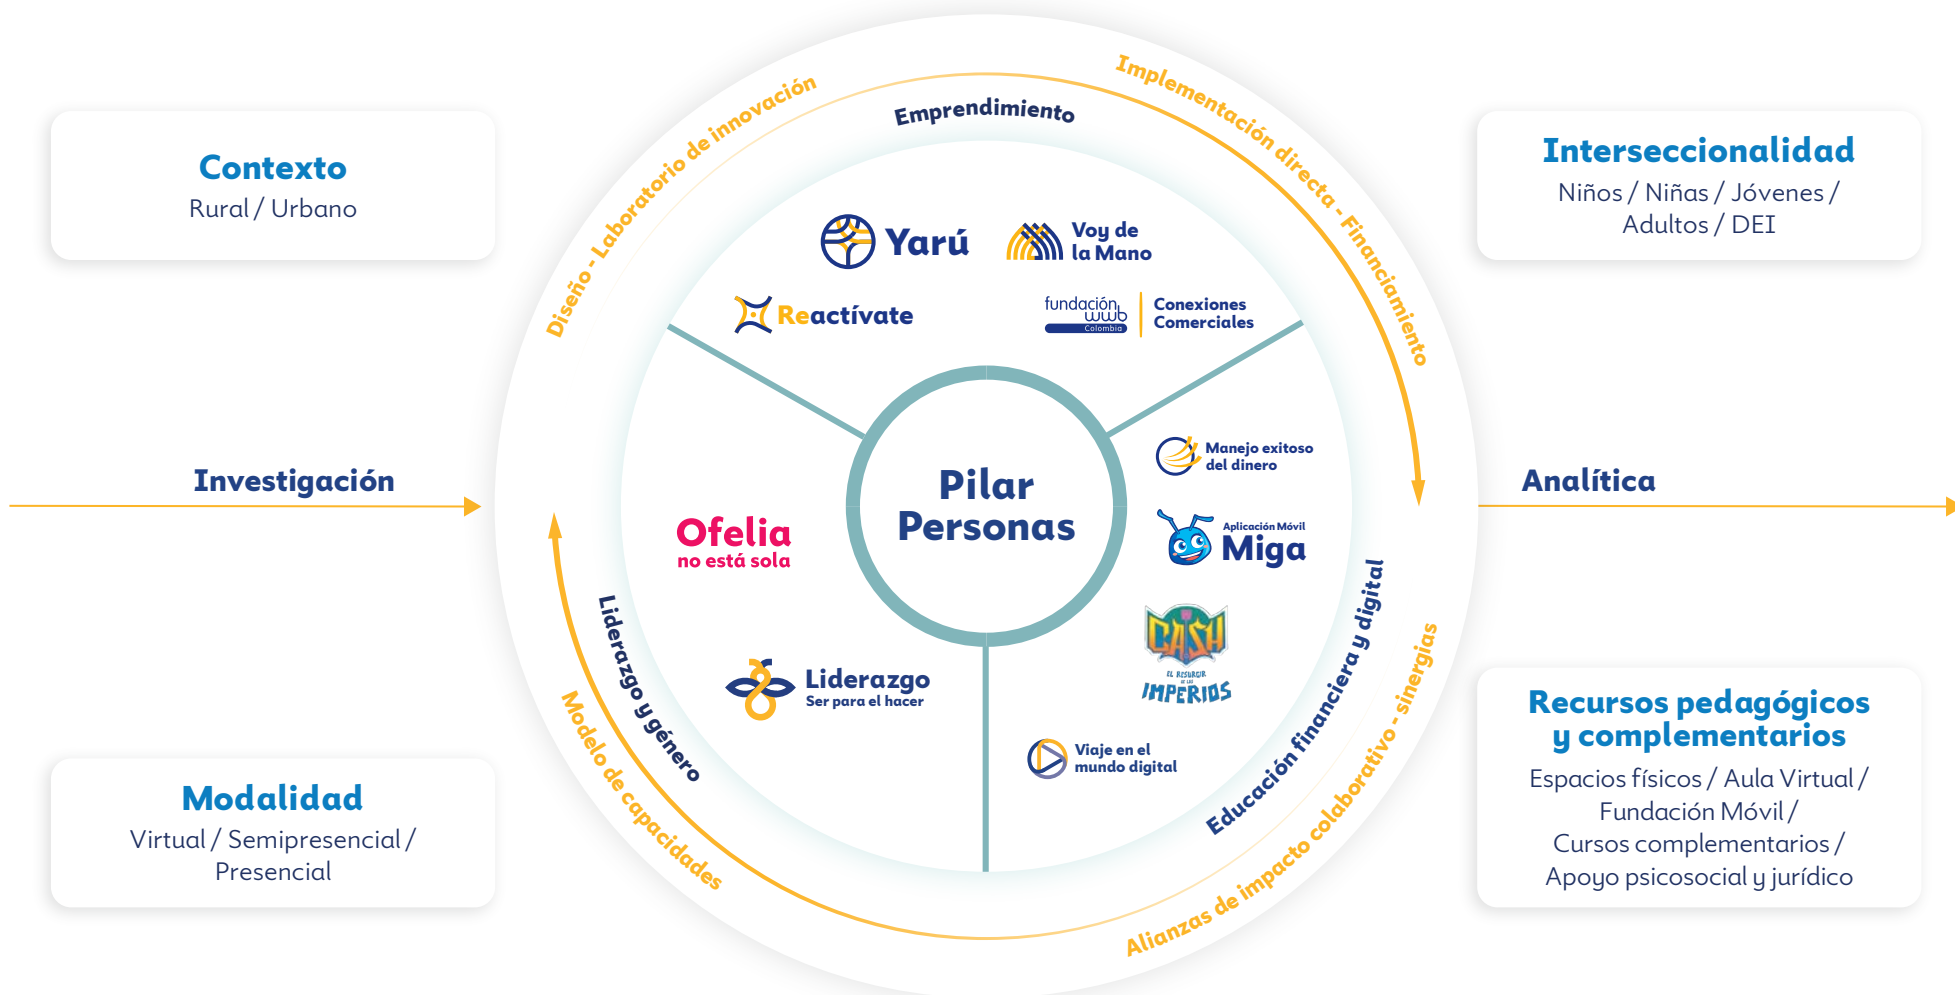 Contexto
Rural / Urbano
Investigación
Modalidad
Virtual / Semipresencial /
Presencial
Diseño - Laboratorio de innovación
Implementación directa - Financiamiento
Alianzas de impacto colaborativo - sinergias
Modelo de capacidades
Emprendimiento
Yarú
Voy de
la Mano
Reactívate
fundación
wwb
Colombia
Conexiones
Comerciales
Pilar
Personas
Educación financiera y digital
Manejo exitoso
del dinero
Aplicación Móvil
Miga
CASH
EL RESURGIR
DE LOS
IMPERIOS
Viaje en el
mundo digital
Liderazgo y género
Ofelia
no está sola
Liderazgo
Ser para el hacer
Interseccionalidad
Niños / Niñas / Jóvenes /
Adultos / DEI
Analítica
Recursos pedagógicos
y complementarios
Espacios físicos / Aula Virtual /
Fundación Móvil /
Cursos complementarios /
Apoyo psicosocial y jurídico